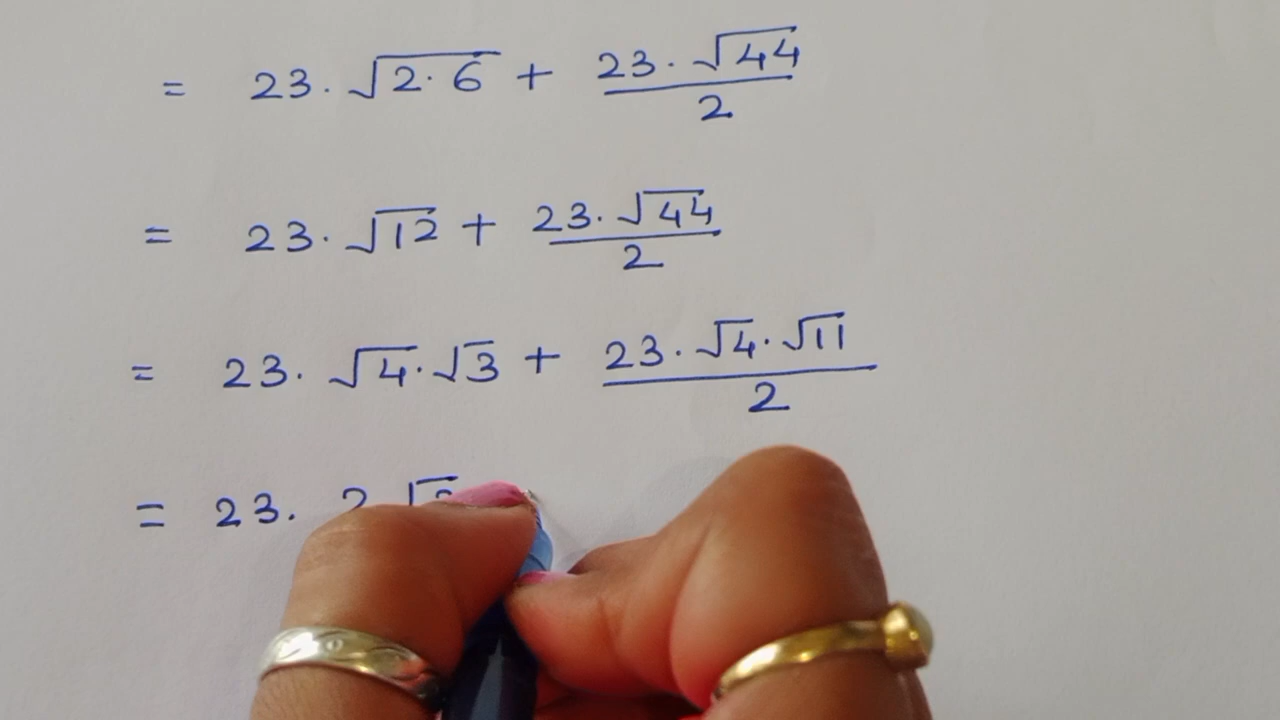 = 23·√(2·6) + 23·√44/2
= 23·√12 + 23·√44/2
= 23·√4·√3 + 23·√4·√11/2
= 23. 2 √